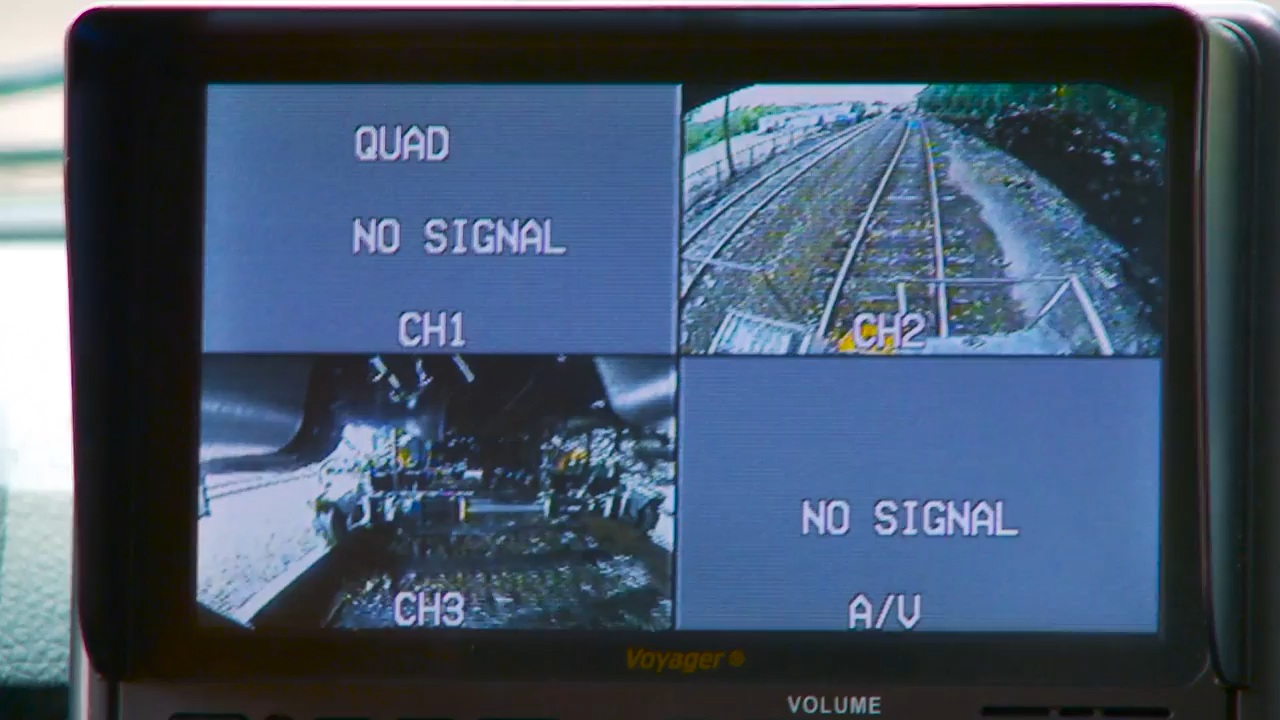 QUAD
NO SIGNAL
CH1
CH2
CH3
NO SIGNAL
A/V
Voyager
VOLUME